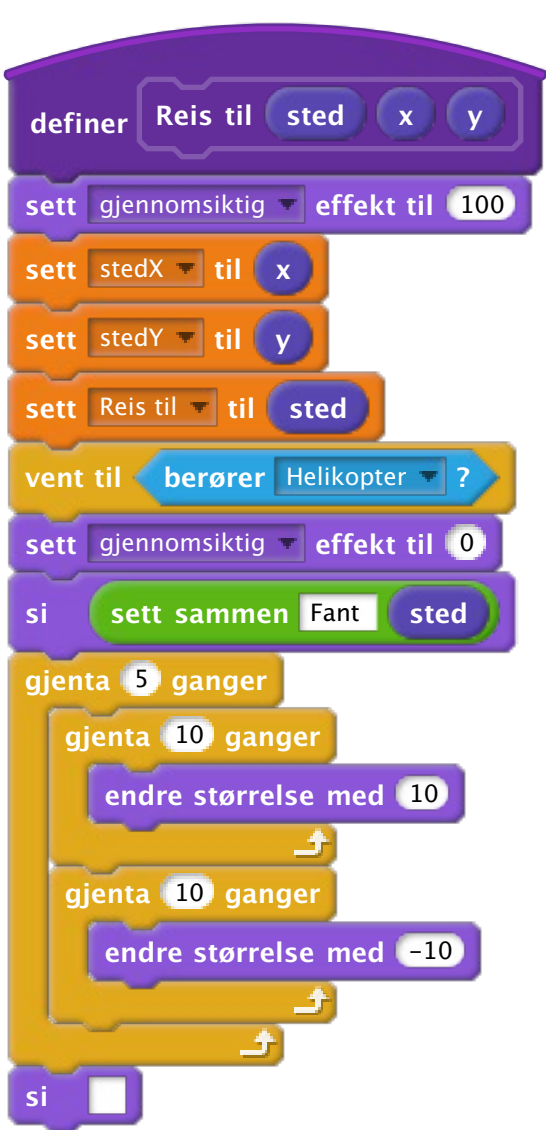 definer Reis til sted x y
sett gjennomsiktig effekt til 100
sett stedX til x
sett stedY til y
sett Reis til til sted
vent til berører Helikopter ?
sett gjennomsiktig effekt til 0
si sett sammen Fant sted
gjenta 5 ganger
gjenta 10 ganger
endre størrelse med 10
gjenta 10 ganger
endre størrelse med -10
si